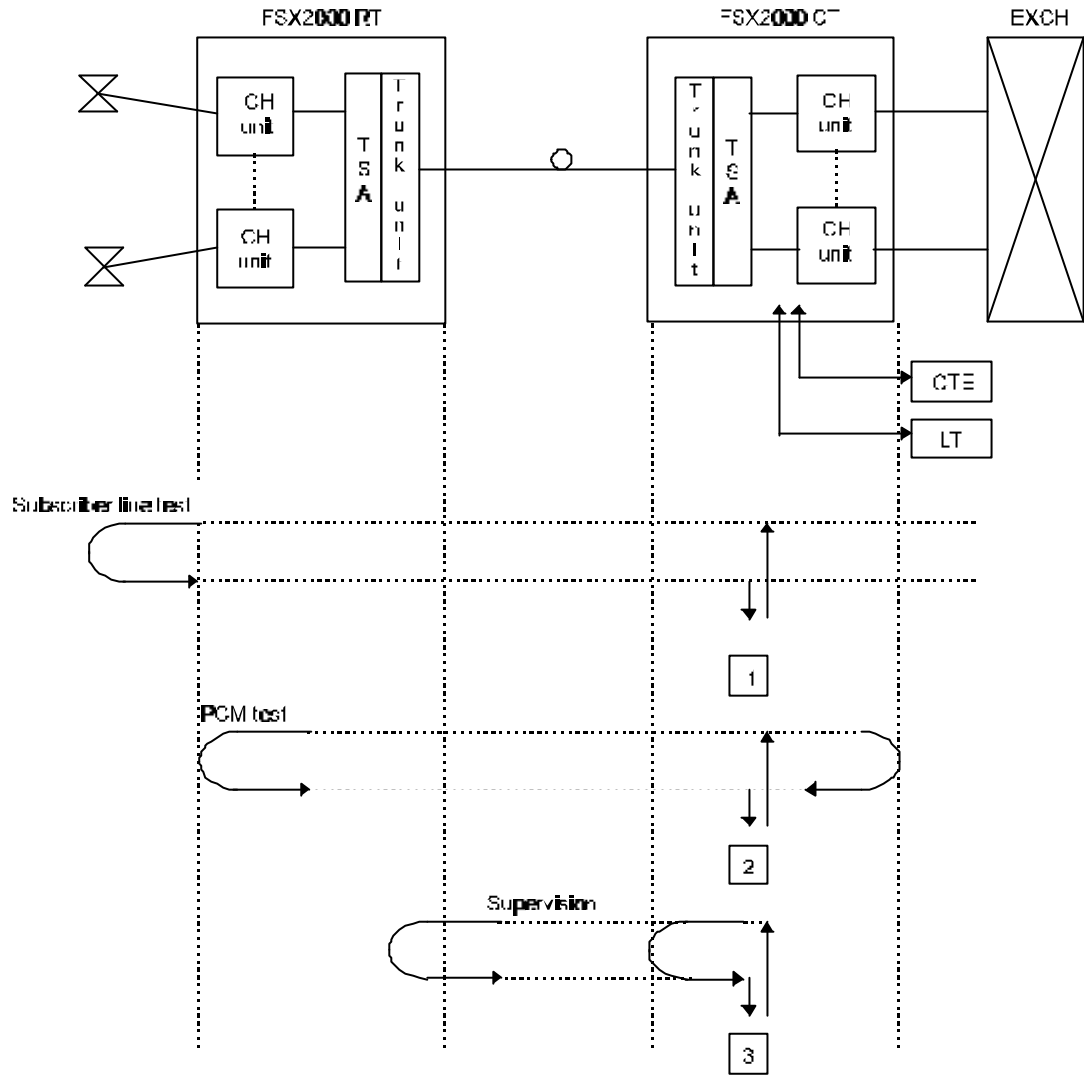 FSX2000 RT
FSX2000 CT
EXCH
CH
unit
CH
unit
TSA
Trunk unit
Trunk unit
TSA
CH
unit
CH
unit
CTE
LT
Subscriber line test
1
PCM test
2
Supervision
3